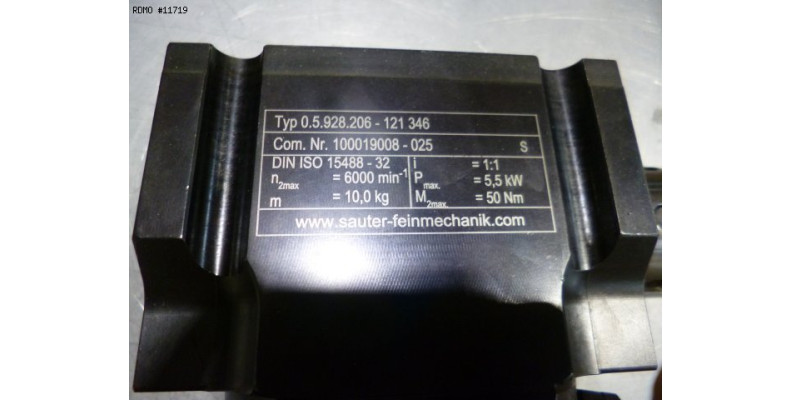 RDMO #11719
Typ 0.5.928.206 - 121 346
Com. Nr. 100019008 - 025 S
DIN ISO 15488 - 32 i = 1:1
n2max = 6000 min-1 Pmax. = 5,5 kW
m = 10,0 kg M2max. = 50 Nm
www.sauter-feinmechanik.com